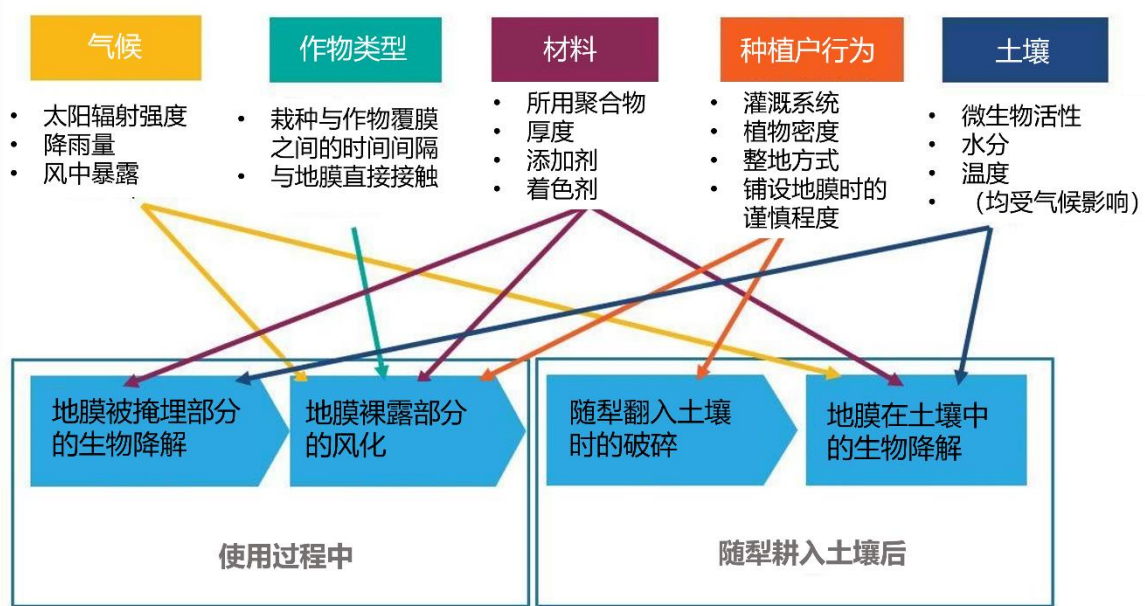 气候
作物类型
材料
种植户行为
土壤
• 太阳辐射强度
• 降雨量
• 风中暴露
• 栽种与作物覆膜
之间的时间间隔
• 与地膜直接接触
• 所用聚合物
• 厚度
• 添加剂
• 着色剂
• 灌溉系统
• 植物密度
• 整地方式
• 铺设地膜时的
谨慎程度
• 微生物活性
• 水分
• 温度
• （均受气候影响）
地膜被掩埋部分
的生物降解
地膜裸露部分
的风化
随犁翻入土壤
时的破碎
地膜在土壤中
的生物降解
使用过程中
随犁耕入土壤后